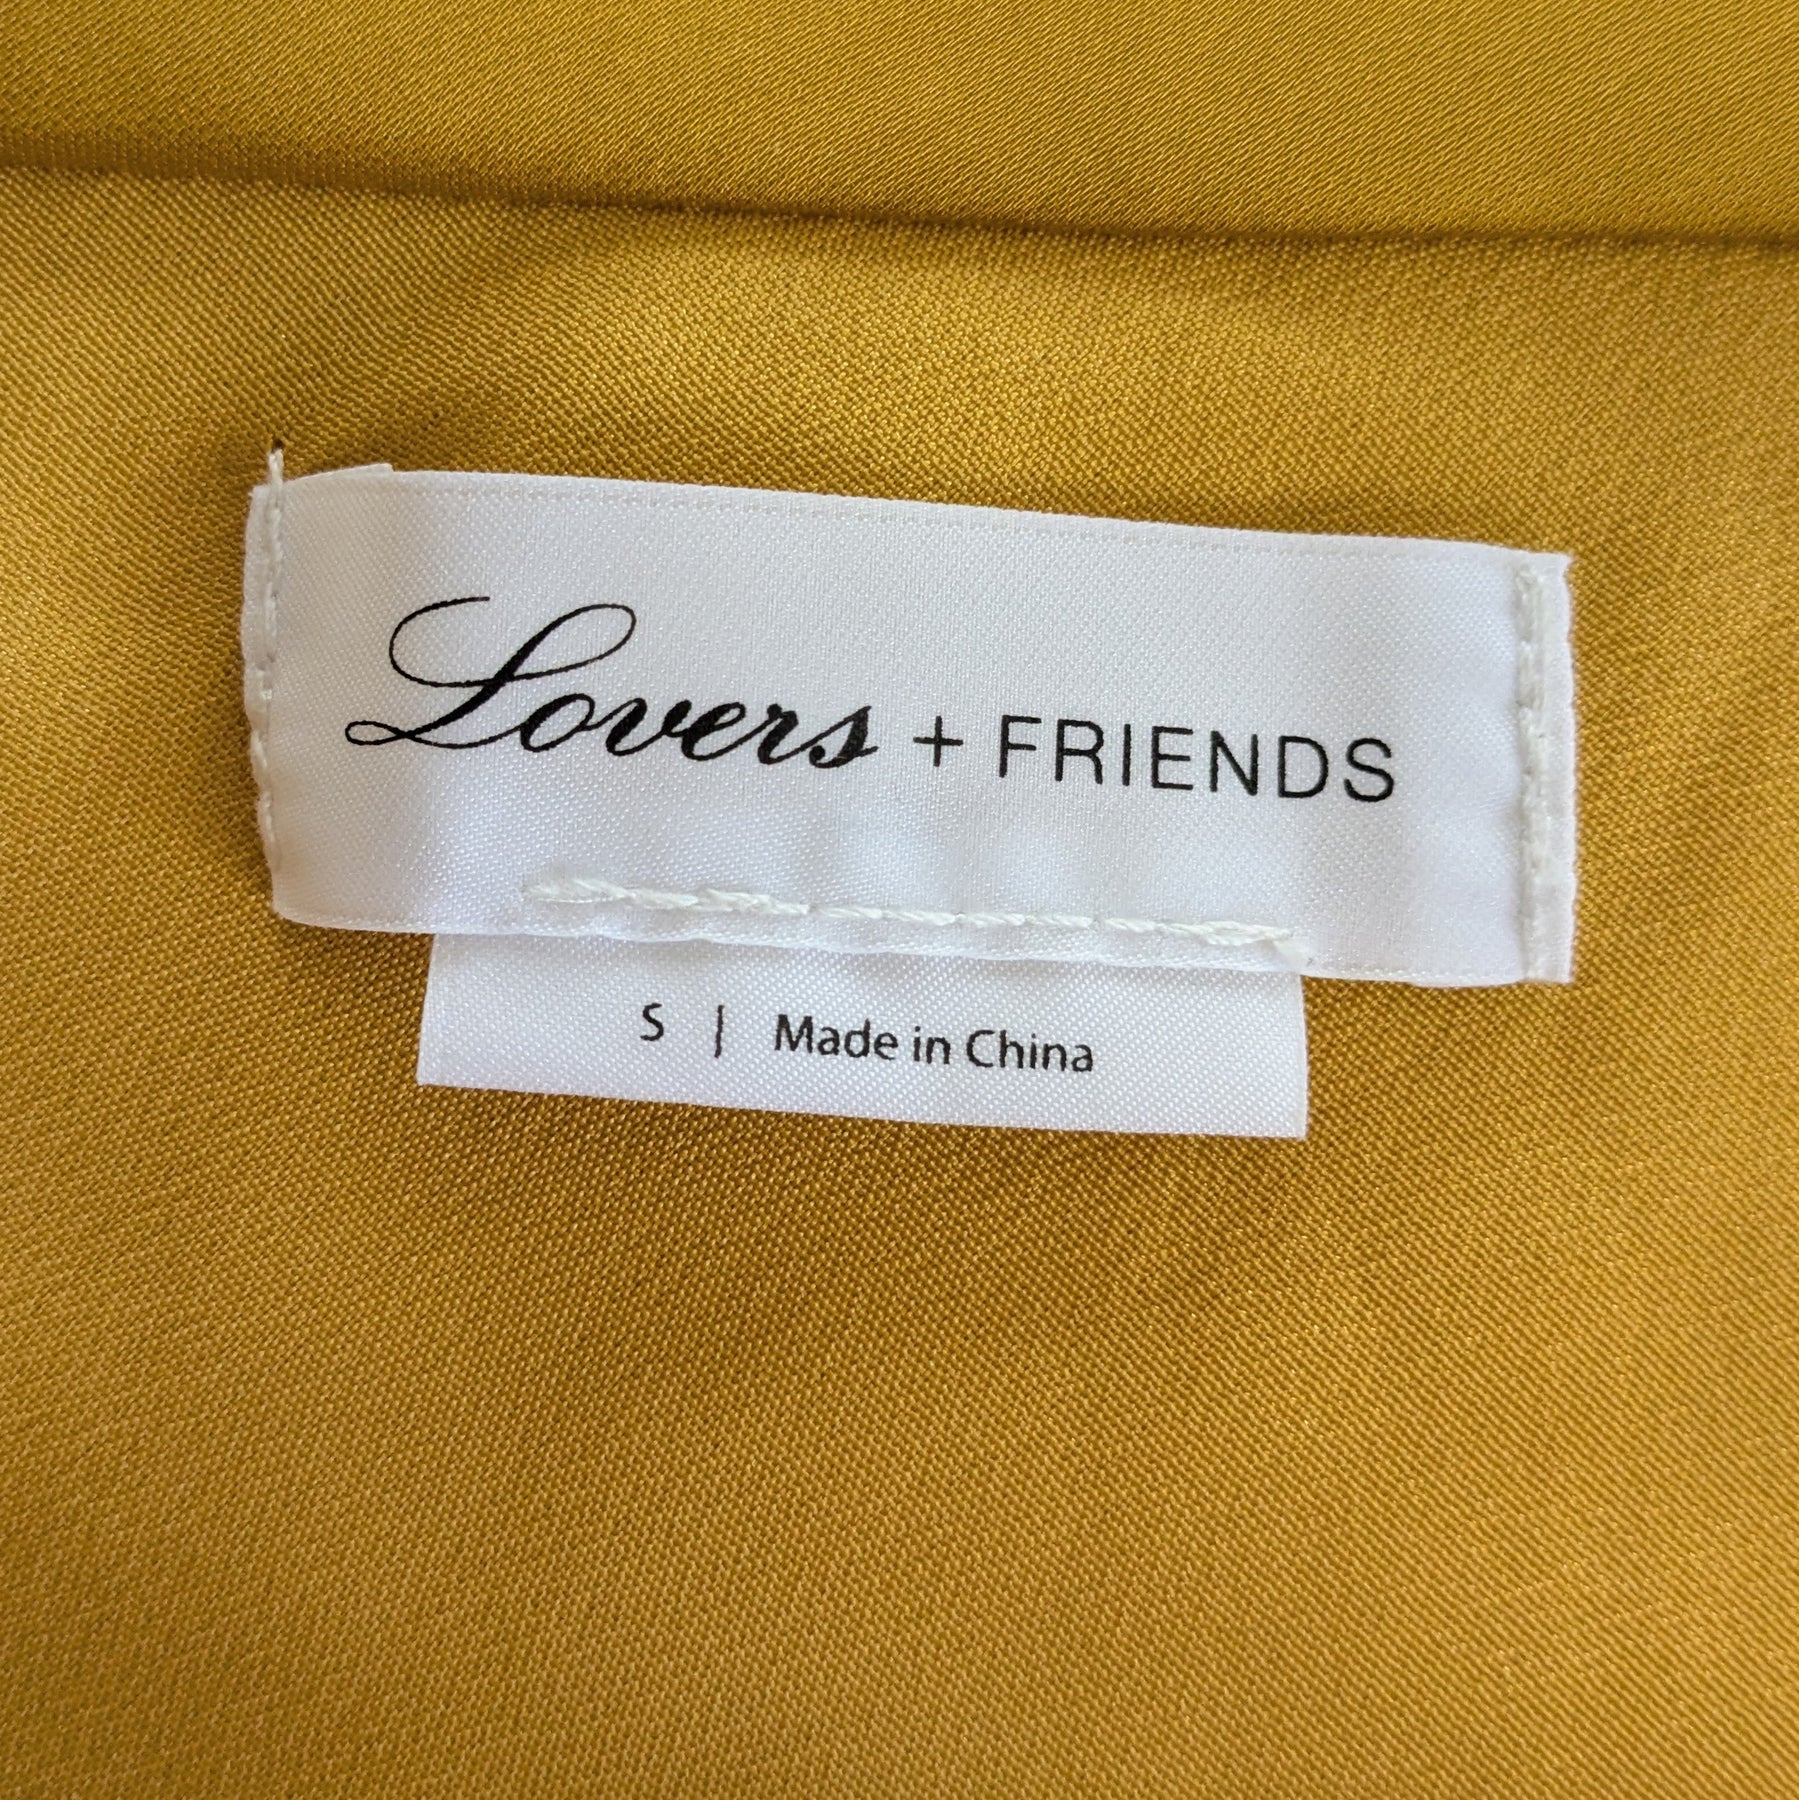 Lovers + FRIENDS
S | Made in China